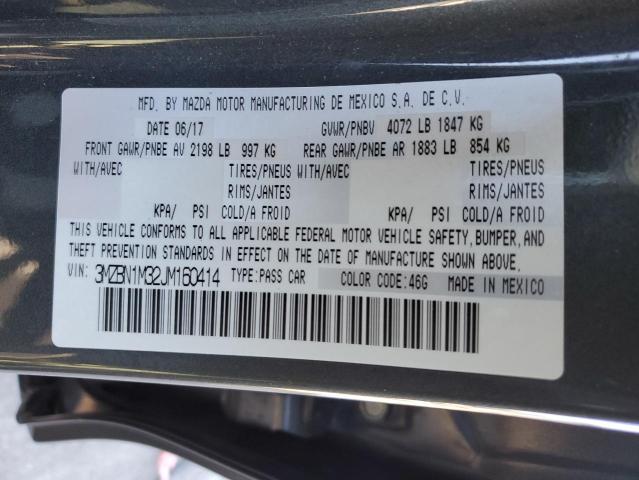 MFD. BY MAZDA MOTOR MANUFACTURING DE MEXICO S.A. DE C.V.
DATE 06/17 GVWR/PNBV 4072 LB 1847 KG
FRONT GAWR/PNBE AV 2198 LB 997 KG REAR GAWR/PNBE AR 1883 LB 854 KG
WITH/AVEC TIRES/PNEUS WITH/AVEC TIRES/PNEUS
RIMS/JANTES RIMS/JANTES
KPA/ PSI COLD/A FROID KPA/ PSI COLD/A FROID
THIS VEHICLE CONFORMS TO ALL APPLICABLE FEDERAL MOTOR VEHICLE SAFETY, BUMPER, AND
THEFT PREVENTION STANDARDS IN EFFECT ON THE DATE OF MANUFACTURE SHOWN ABOVE.
VIN: 3MZBN1M32JM160414 TYPE:PASS CAR COLOR CODE:46G MADE IN MEXICO